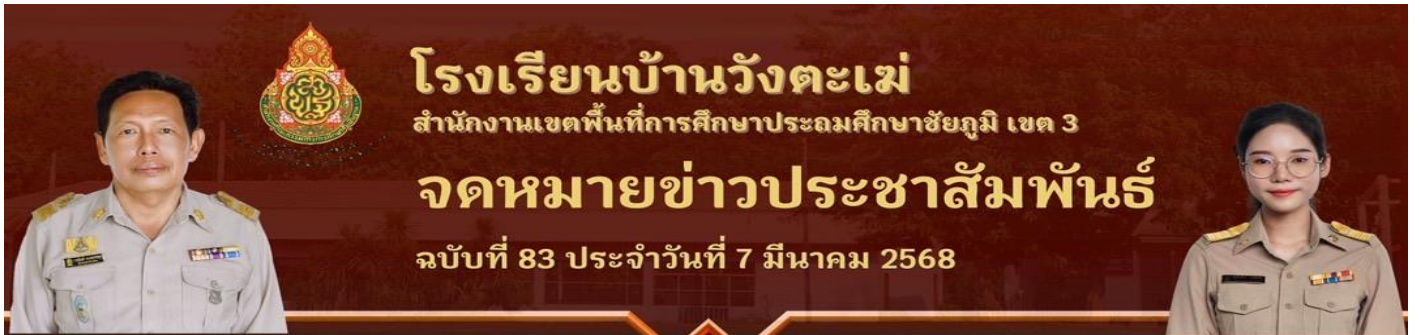 โรงเรียนบ้านวังตะเฆ่
สำนักงานเขตพื้นที่การศึกษาประถมศึกษาชัยภูมิ เขต 3
จดหมายข่าวประชาสัมพันธ์
ฉบับที่ 83 ประจำวันที่ 7 มีนาคม 2568